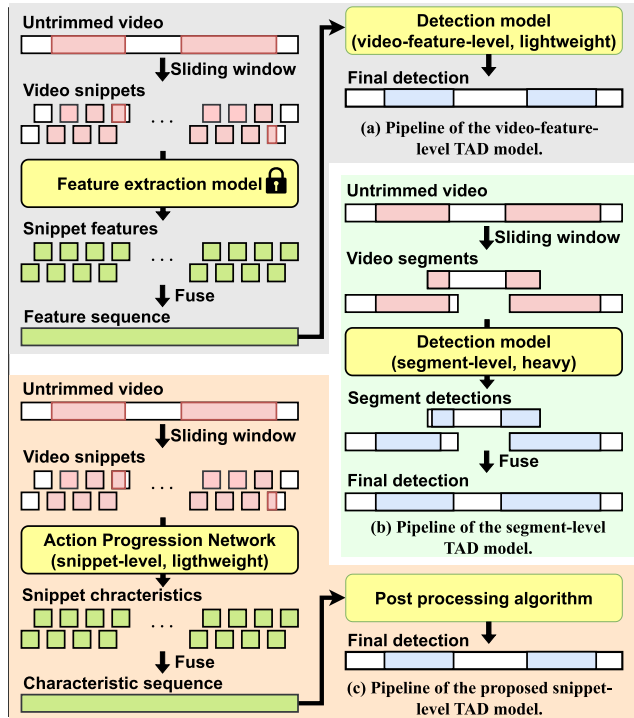 Untrimmed video
Sliding window
Video snippets
. . .
Feature extraction model
Snippet features
. . .
Fuse
Feature sequence
Detection model
(video-feature-level, lightweight)
Final detection
(a) Pipeline of the video-feature-
level TAD model.
Untrimmed video
Sliding window
Video segments
Detection model
(segment-level, heavy)
Segment detections
Fuse
Final detection
(b) Pipeline of the segment-level
TAD model.
Untrimmed video
Sliding window
Video snippets
. . .
Action Progression Network
(snippet-level, ligthweight)
Snippet chracteristics
. . .
Fuse
Characteristic sequence
Post processing algorithm
Final detection
(c) Pipeline of the proposed snippet-
level TAD model.